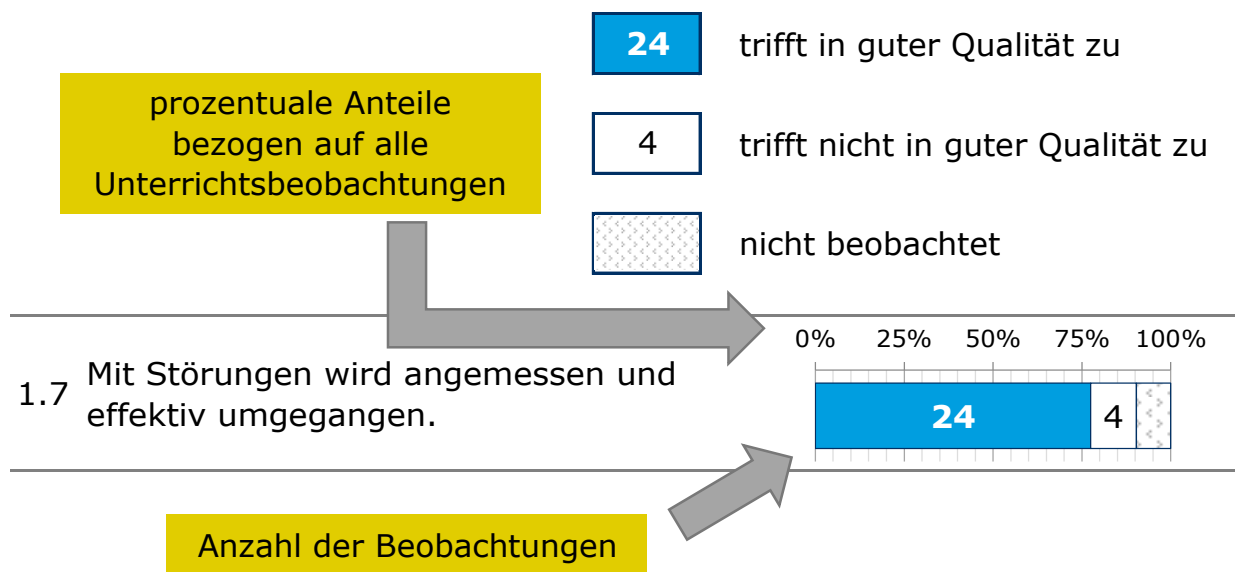 24 trifft in guter Qualität zu
prozentuale Anteile
bezogen auf alle
Unterrichtsbeobachtungen
4 trifft nicht in guter Qualität zu
nicht beobachtet
0% 25% 50% 75% 100%
1.7 Mit Störungen wird angemessen und
effektiv umgegangen.
24 4
Anzahl der Beobachtungen